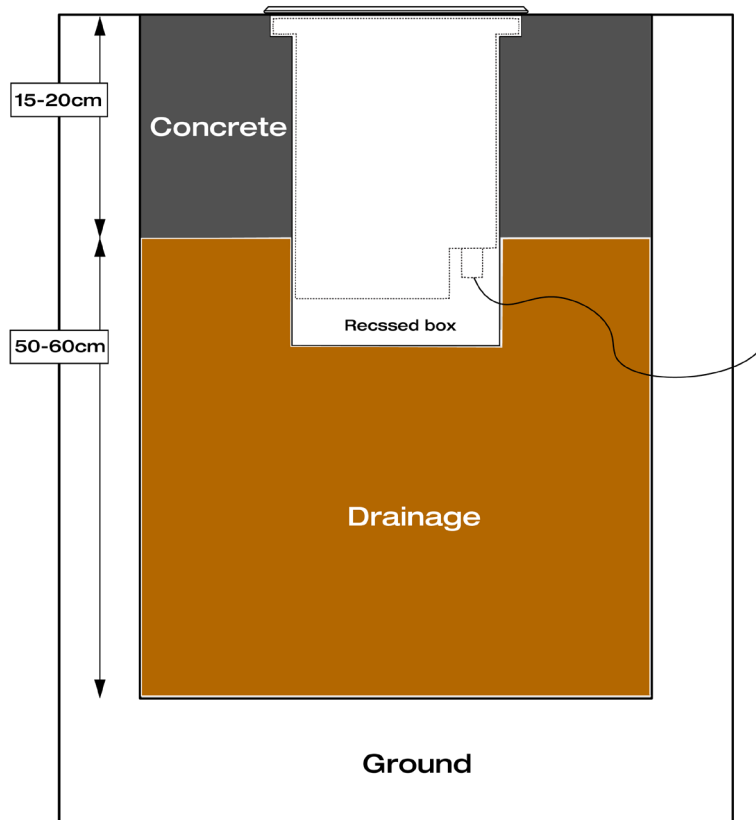 15-20cm
Concrete
Recssed box
50-60cm
Drainage
Ground